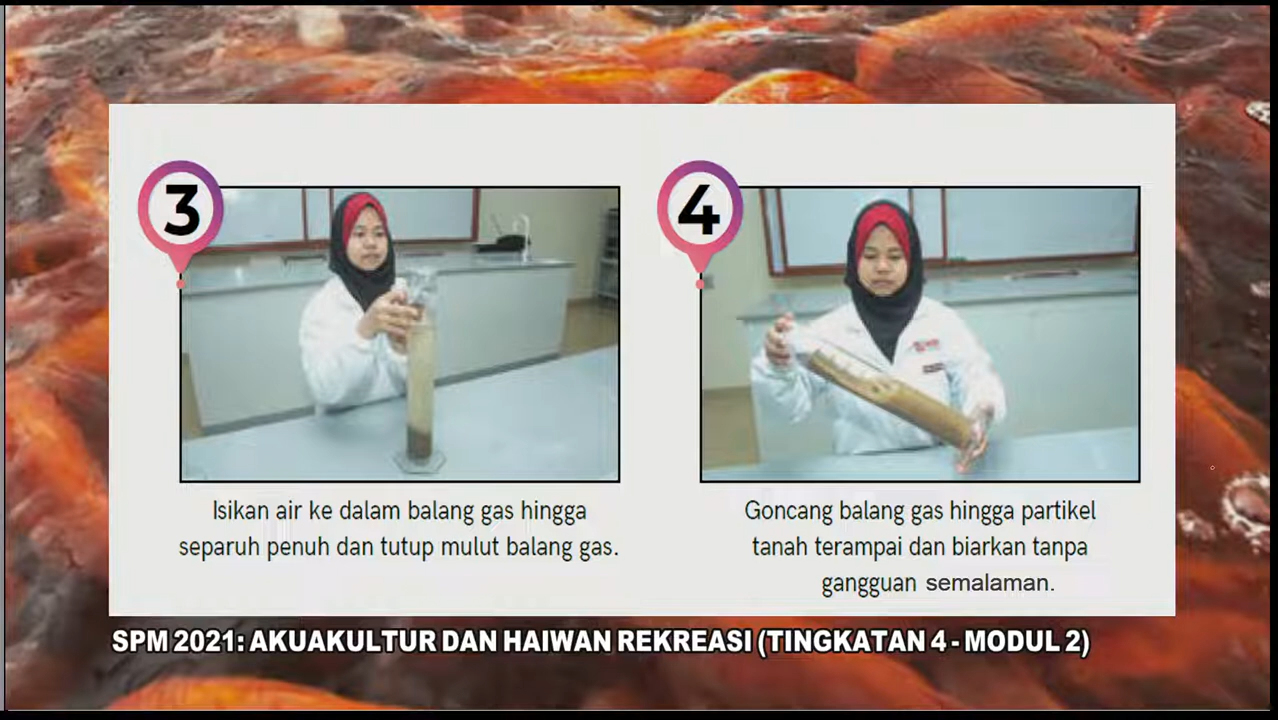 3
Isikan air ke dalam balang gas hingga
separuh penuh dan tutup mulut balang gas.
4
Goncang balang gas hingga partikel
tanah terampai dan biarkan tanpa
gangguan semalaman.
SPM 2021: AKUAKULTUR DAN HAIWAN REKREASI (TINGKATAN 4 - MODUL 2)